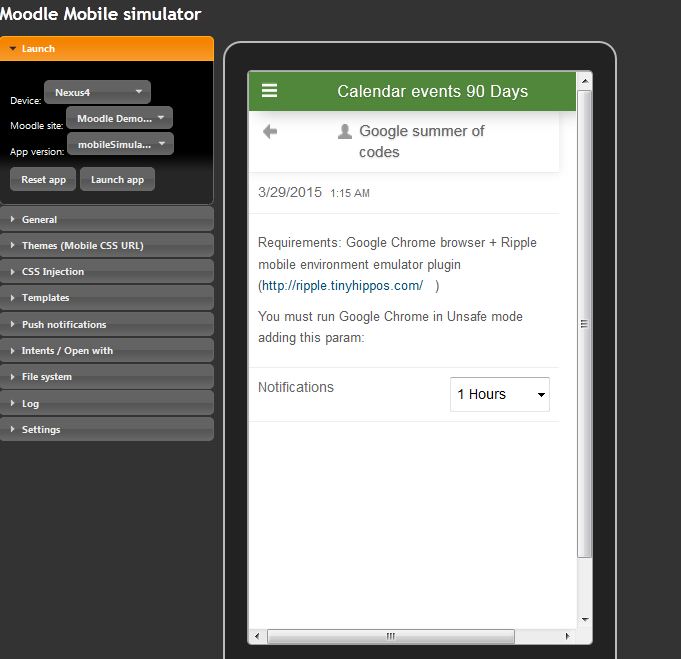 Moodle Mobile simulator
Launch
Device: Nexus4
Moodle site: Moodle Demo...
App version: mobileSimula...
Reset app Launch app
General
Themes (Mobile CSS URL)
CSS Injection
Templates
Push notifications
Intents / Open with
File system
Log
Settings
Calendar events 90 Days
Google summer of
codes
3/29/2015 1:15 AM
Requirements: Google Chrome browser + Ripple
mobile environment emulator plugin
(http://ripple.tinyhippos.com/ )
You must run Google Chrome in Unsafe mode
adding this param:
Notifications 1 Hours